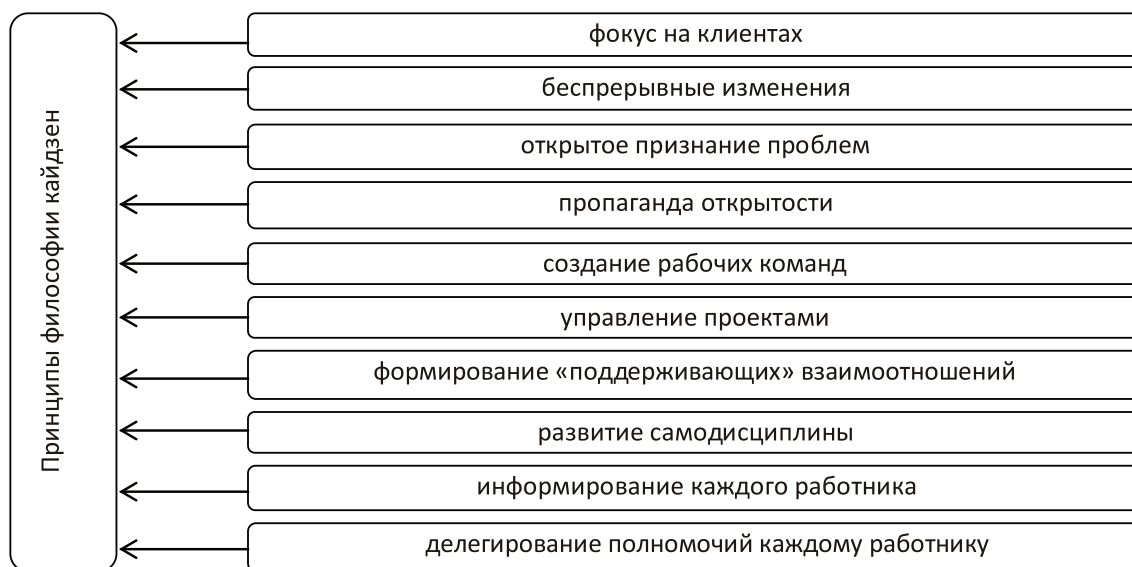 Принципы философии кайдзен
фокус на клиентах
беспрерывные изменения
открытое признание проблем
пропаганда открытости
создание рабочих команд
управление проектами
формирование «поддерживающих» взаимоотношений
развитие самодисциплины
информирование каждого работника
делегирование полномочий каждому работнику